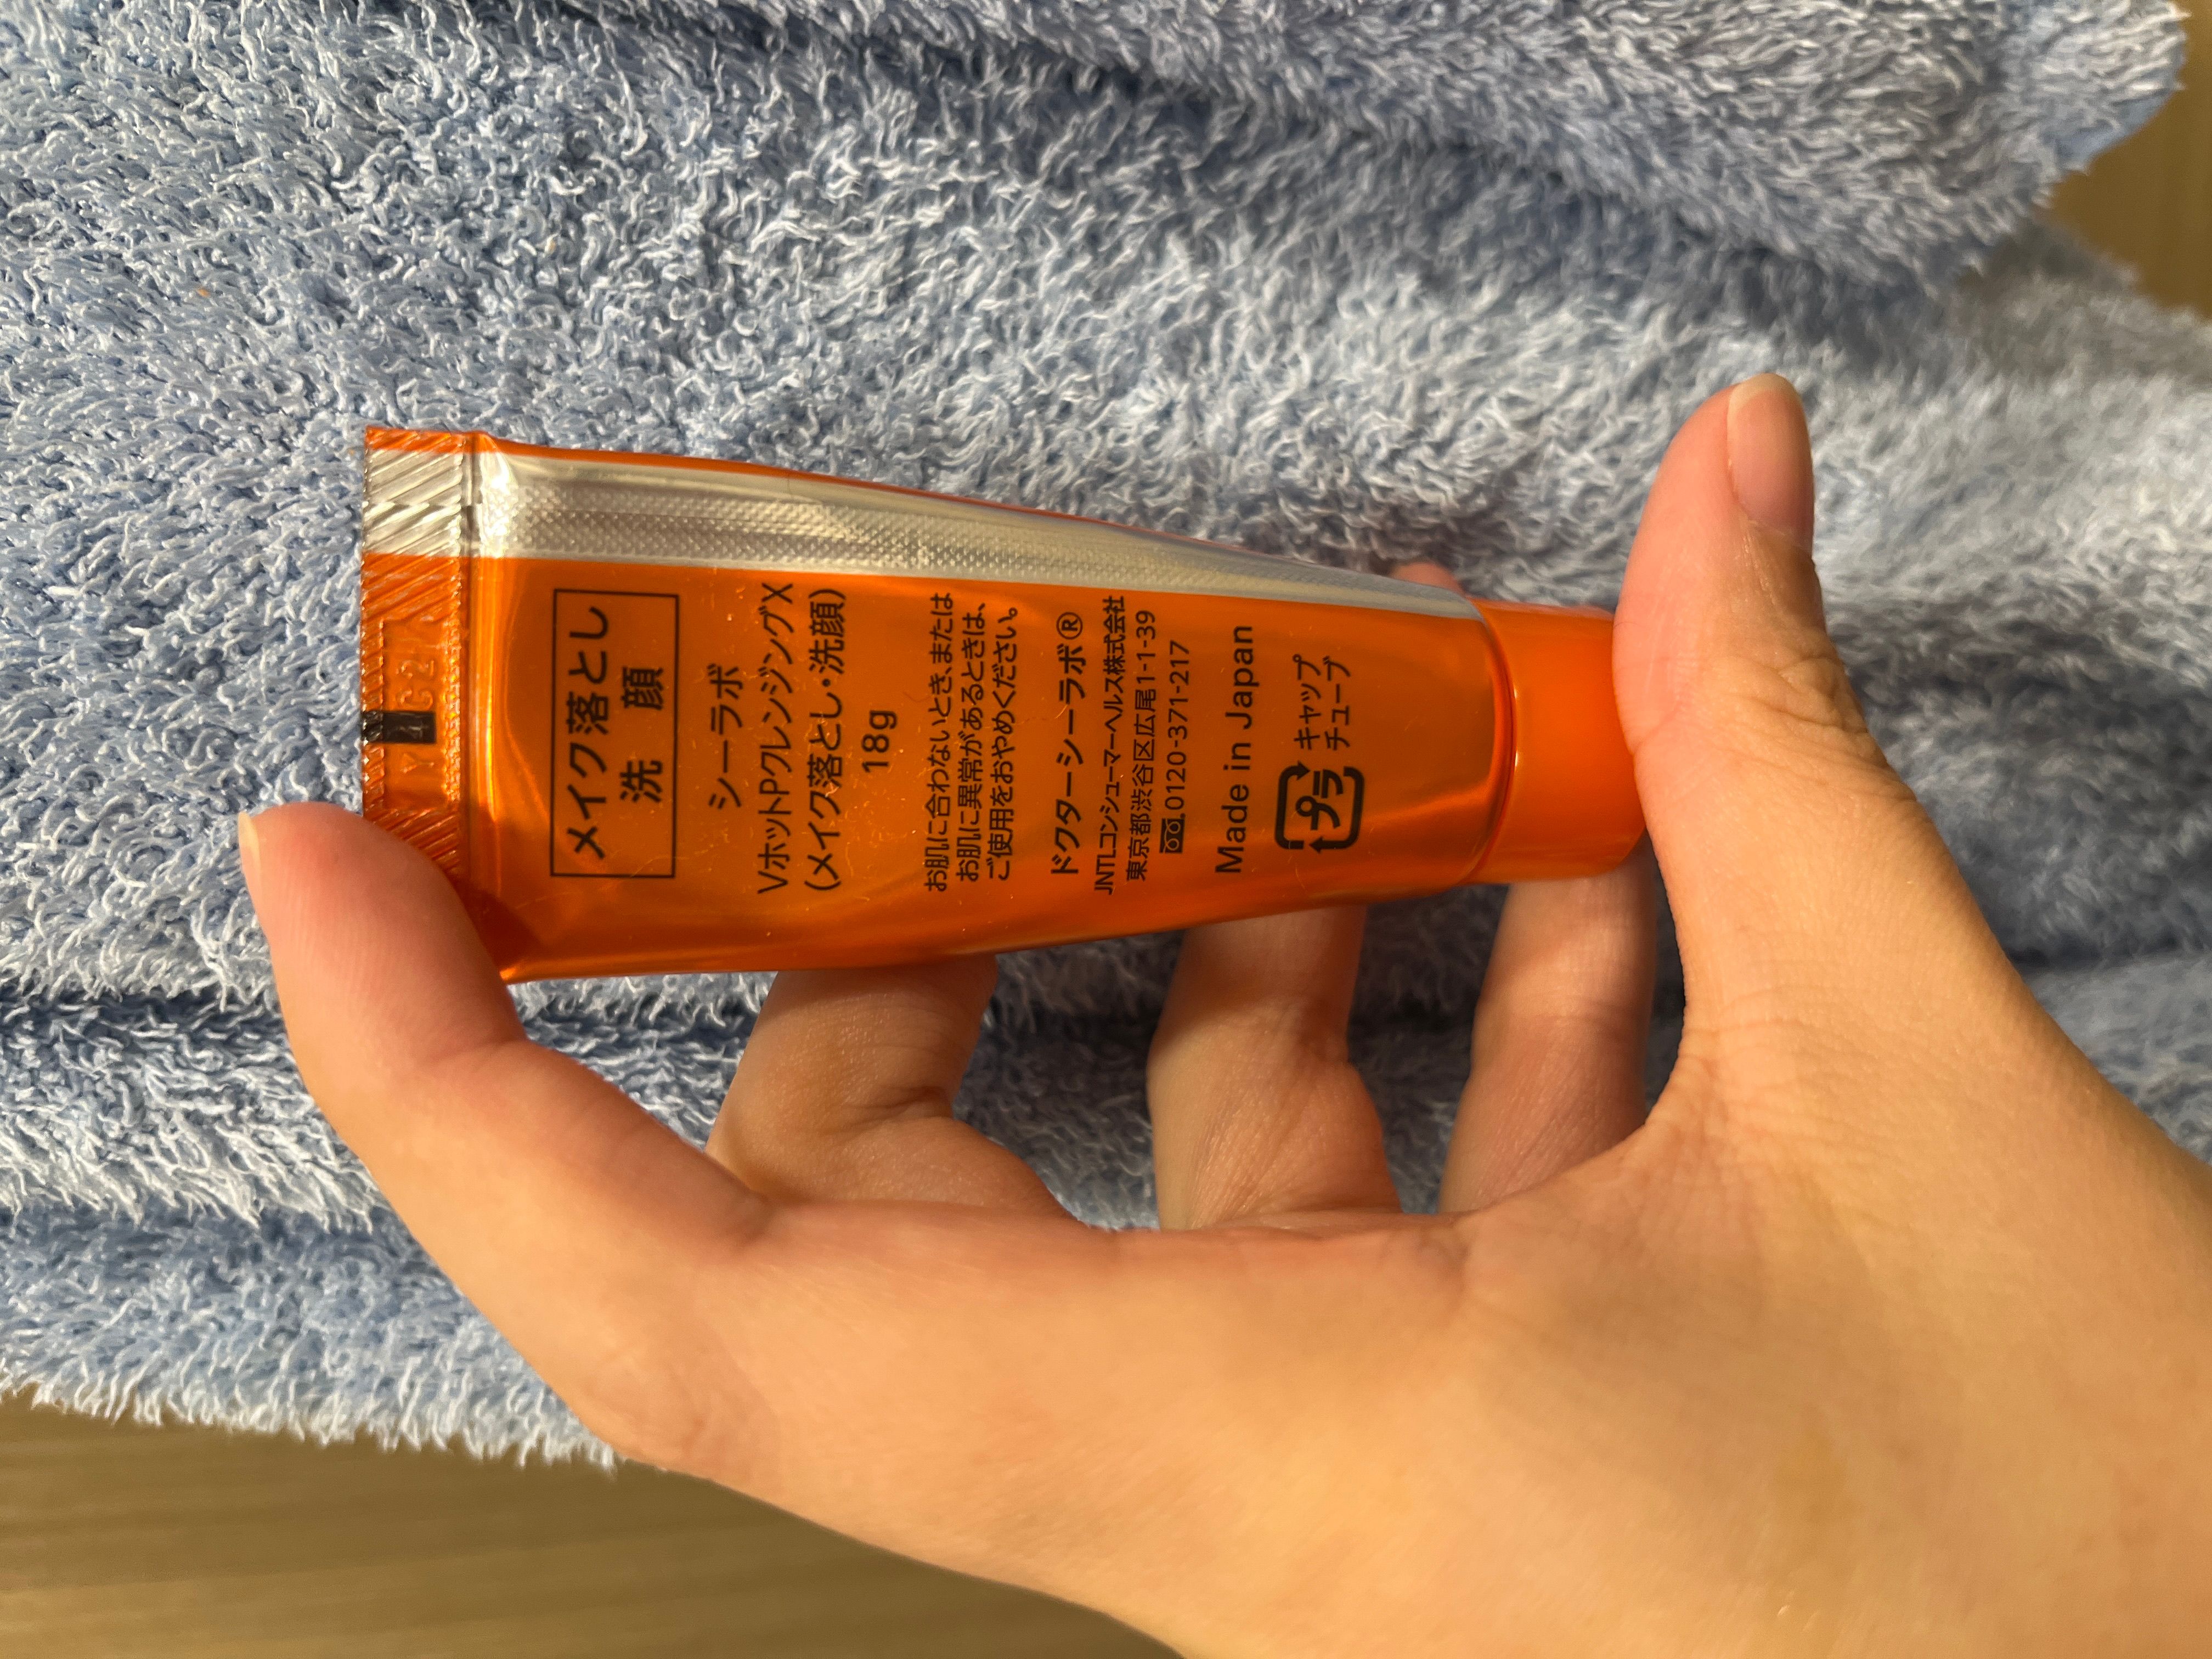 メイク落とし
洗 顔
シーラボ
VホットPクレンジングX
(メイク落とし・洗顔)
18g
お肌に合わないとき、または
お肌に異常があるときは、
ご使用をおやめください。
ドクターシーラボ®
JNTLコンシューマーヘルス株式会社
東京都渋谷区広尾1-1-39
0120-371-217
Made in Japan
プラ
キャップ
チューブ